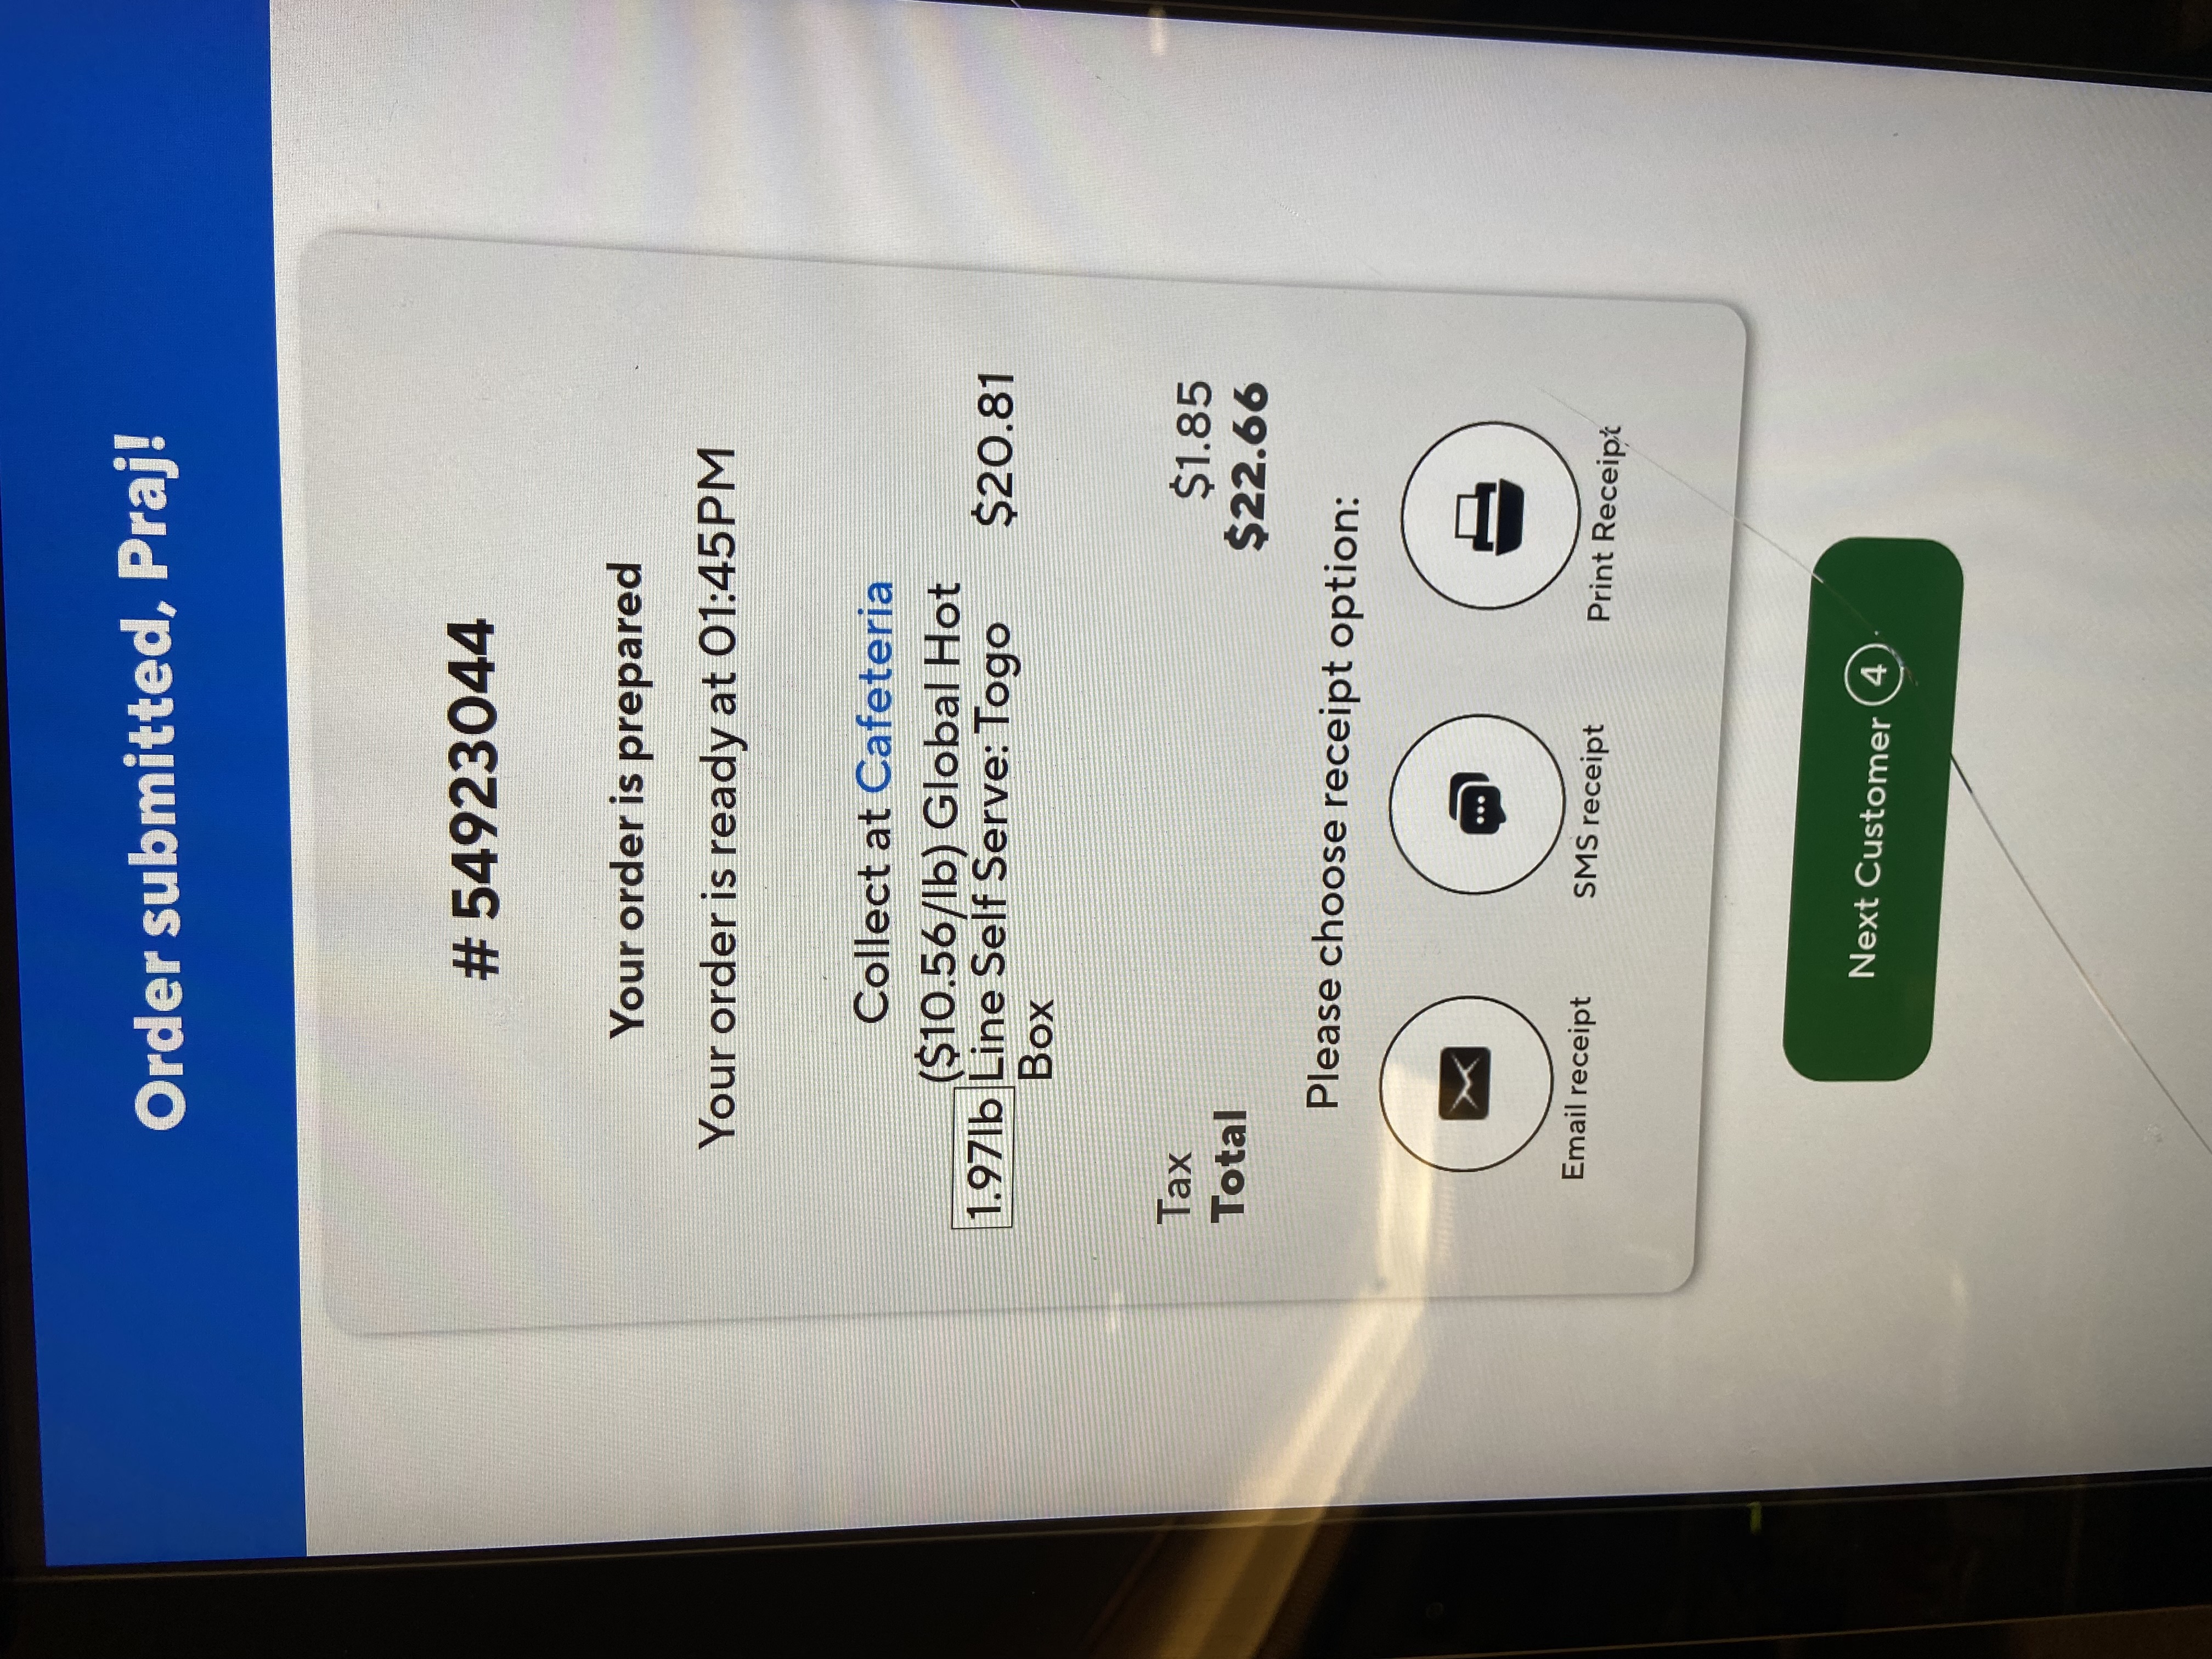 Order submitted, Praj!
# 54923044
Your order is prepared
Your order is ready at 01:45PM
Collect at Cafeteria
($10.56/lb) Global Hot
1.97lb Line Self Serve: Togo $20.81
Box
Tax $1.85
Total $22.66
Please choose receipt option:
Email receipt SMS receipt Print Receipt
Next Customer 4